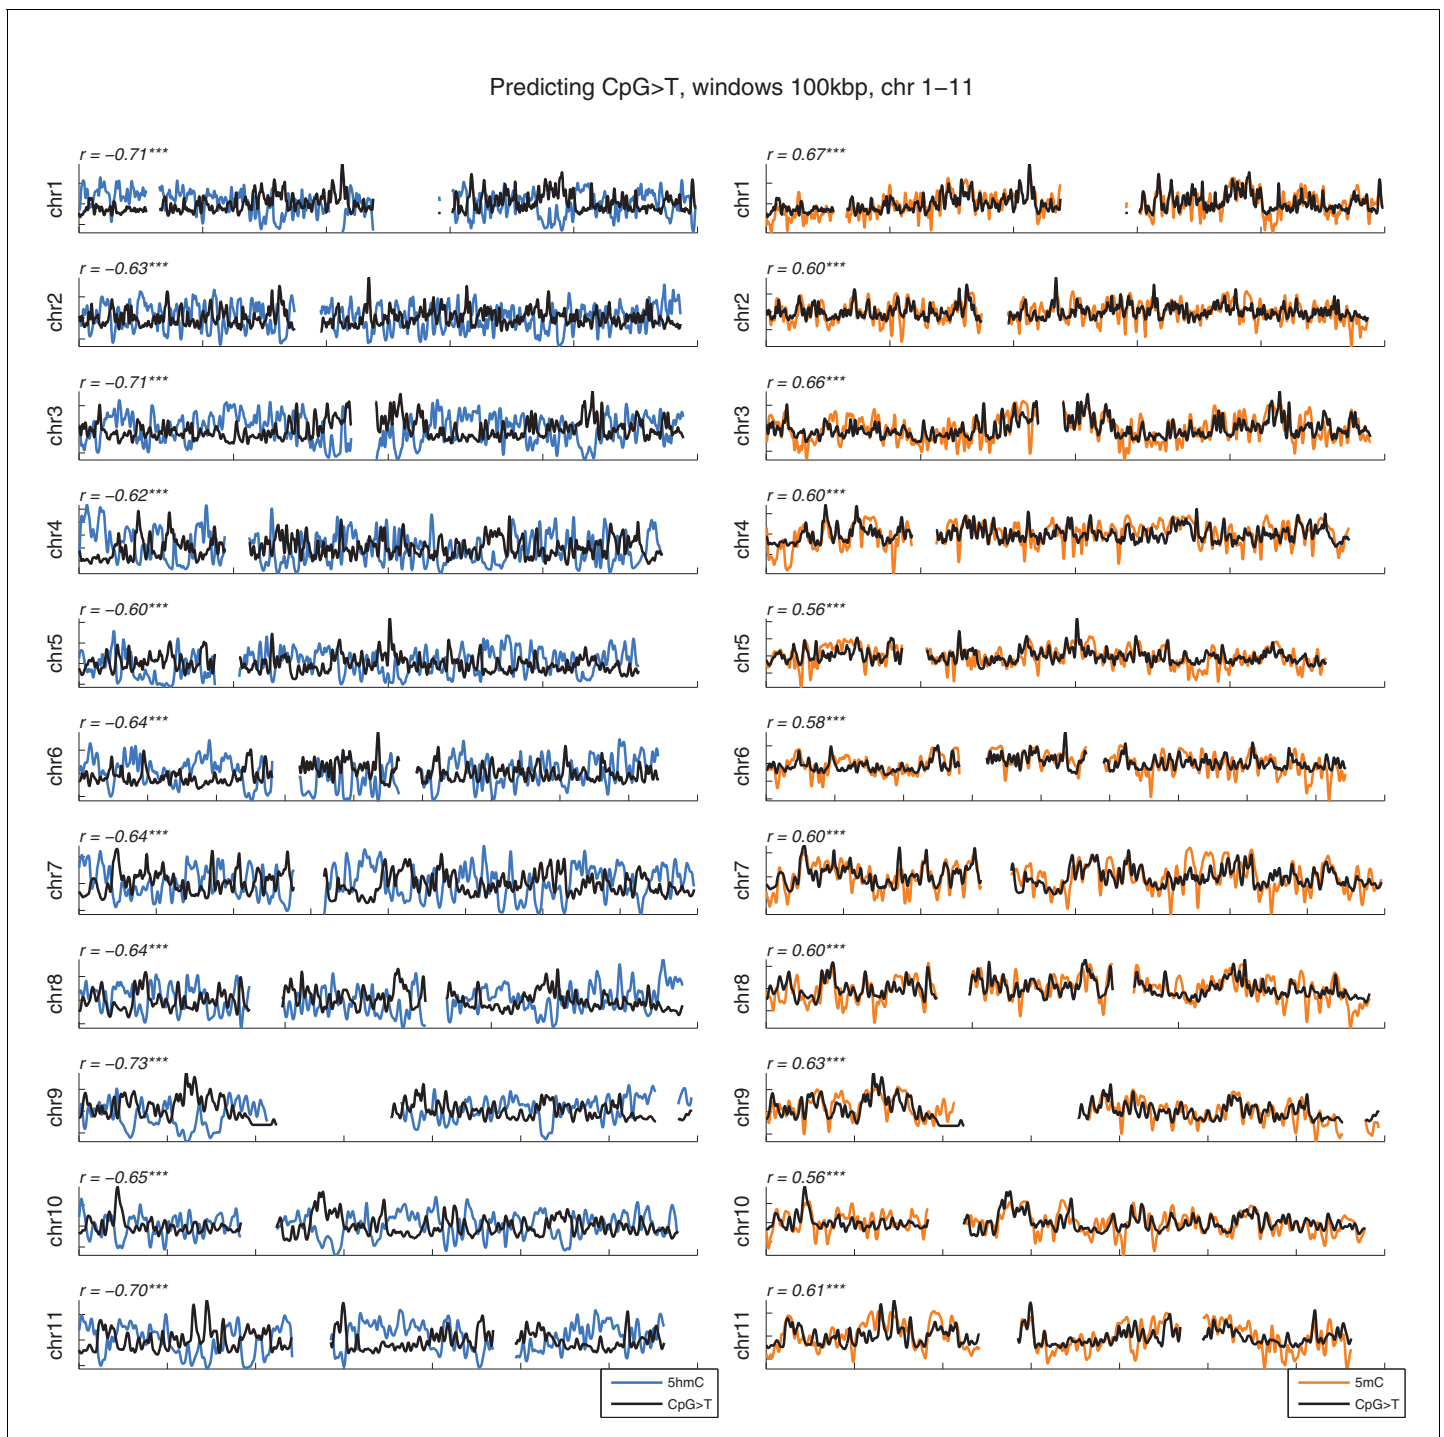 Predicting CpG>T, windows 100kbp, chr 1–11
r = −0.71***
r = 0.67***
chr1
chr1
r = −0.63***
r = 0.60***
chr2
chr2
r = −0.71***
r = 0.66***
chr3
chr3
r = −0.62***
r = 0.60***
chr4
chr4
r = −0.60***
r = 0.56***
chr5
chr5
r = −0.64***
r = 0.58***
chr6
chr6
r = −0.64***
r = 0.60***
chr7
chr7
r = −0.64***
r = 0.60***
chr8
chr8
r = −0.73***
r = 0.63***
chr9
chr9
r = −0.65***
r = 0.56***
chr10
chr10
r = −0.70***
r = 0.61***
chr11
chr11
5hmC
CpG>T
5mC
CpG>T